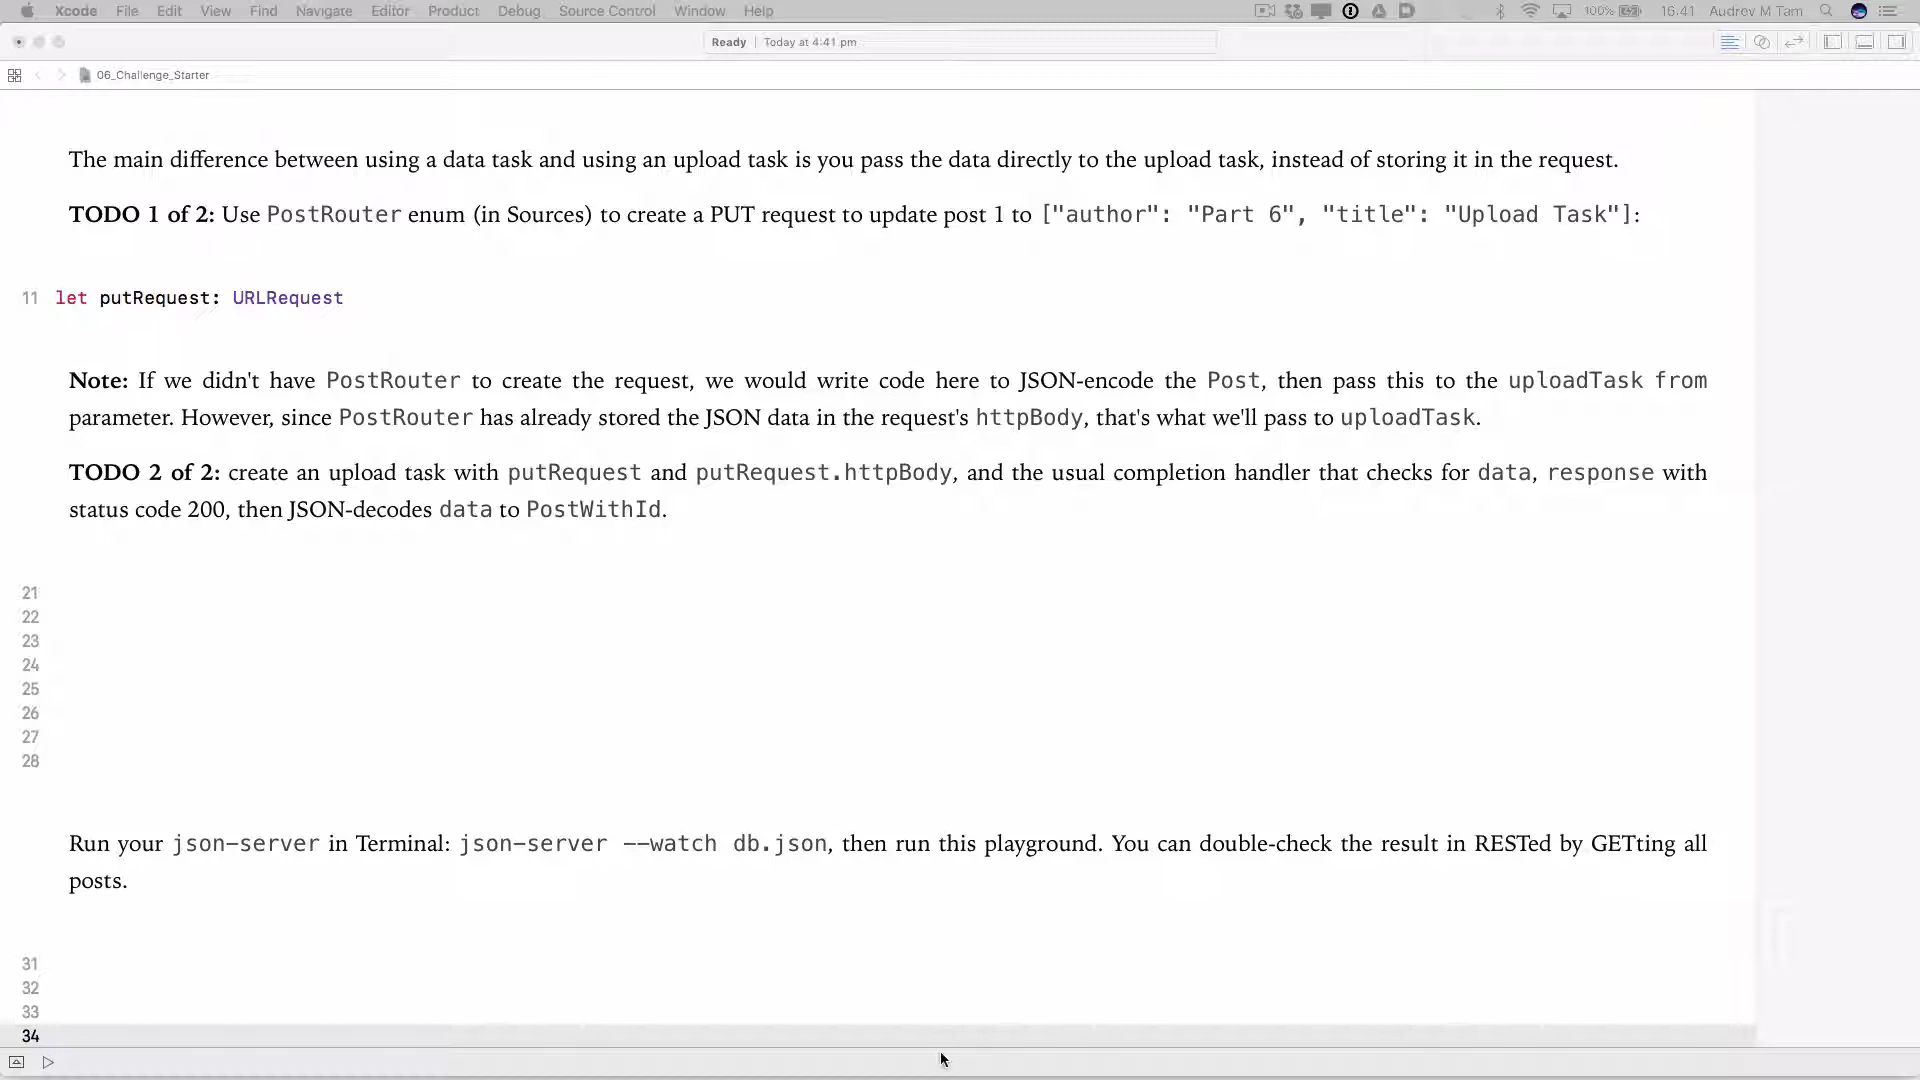 Xcode File Edit View Find Navigate Editor Product Debug Source Control Window Help 100% 16.41 Audrey M Tam
Ready | Today at 4:41 pm
06_Challenge_Starter
The main difference between using a data task and using an upload task is you pass the data directly to the upload task, instead of storing it in the request.
TODO 1 of 2: Use PostRouter enum (in Sources) to create a PUT request to update post 1 to ["author": "Part 6", "title": "Upload Task"]:
11 let putRequest: URLRequest
Note: If we didn't have PostRouter to create the request, we would write code here to JSON-encode the Post, then pass this to the uploadTask from
parameter. However, since PostRouter has already stored the JSON data in the request's httpBody, that's what we'll pass to uploadTask.
TODO 2 of 2: create an upload task with putRequest and putRequest.httpBody, and the usual completion handler that checks for data, response with
status code 200, then JSON-decodes data to PostWithId.
21
22
23
24
25
26
27
28
Run your json-server in Terminal: json-server --watch db.json, then run this playground. You can double-check the result in RESTed by GETting all
posts.
31
32
33
34